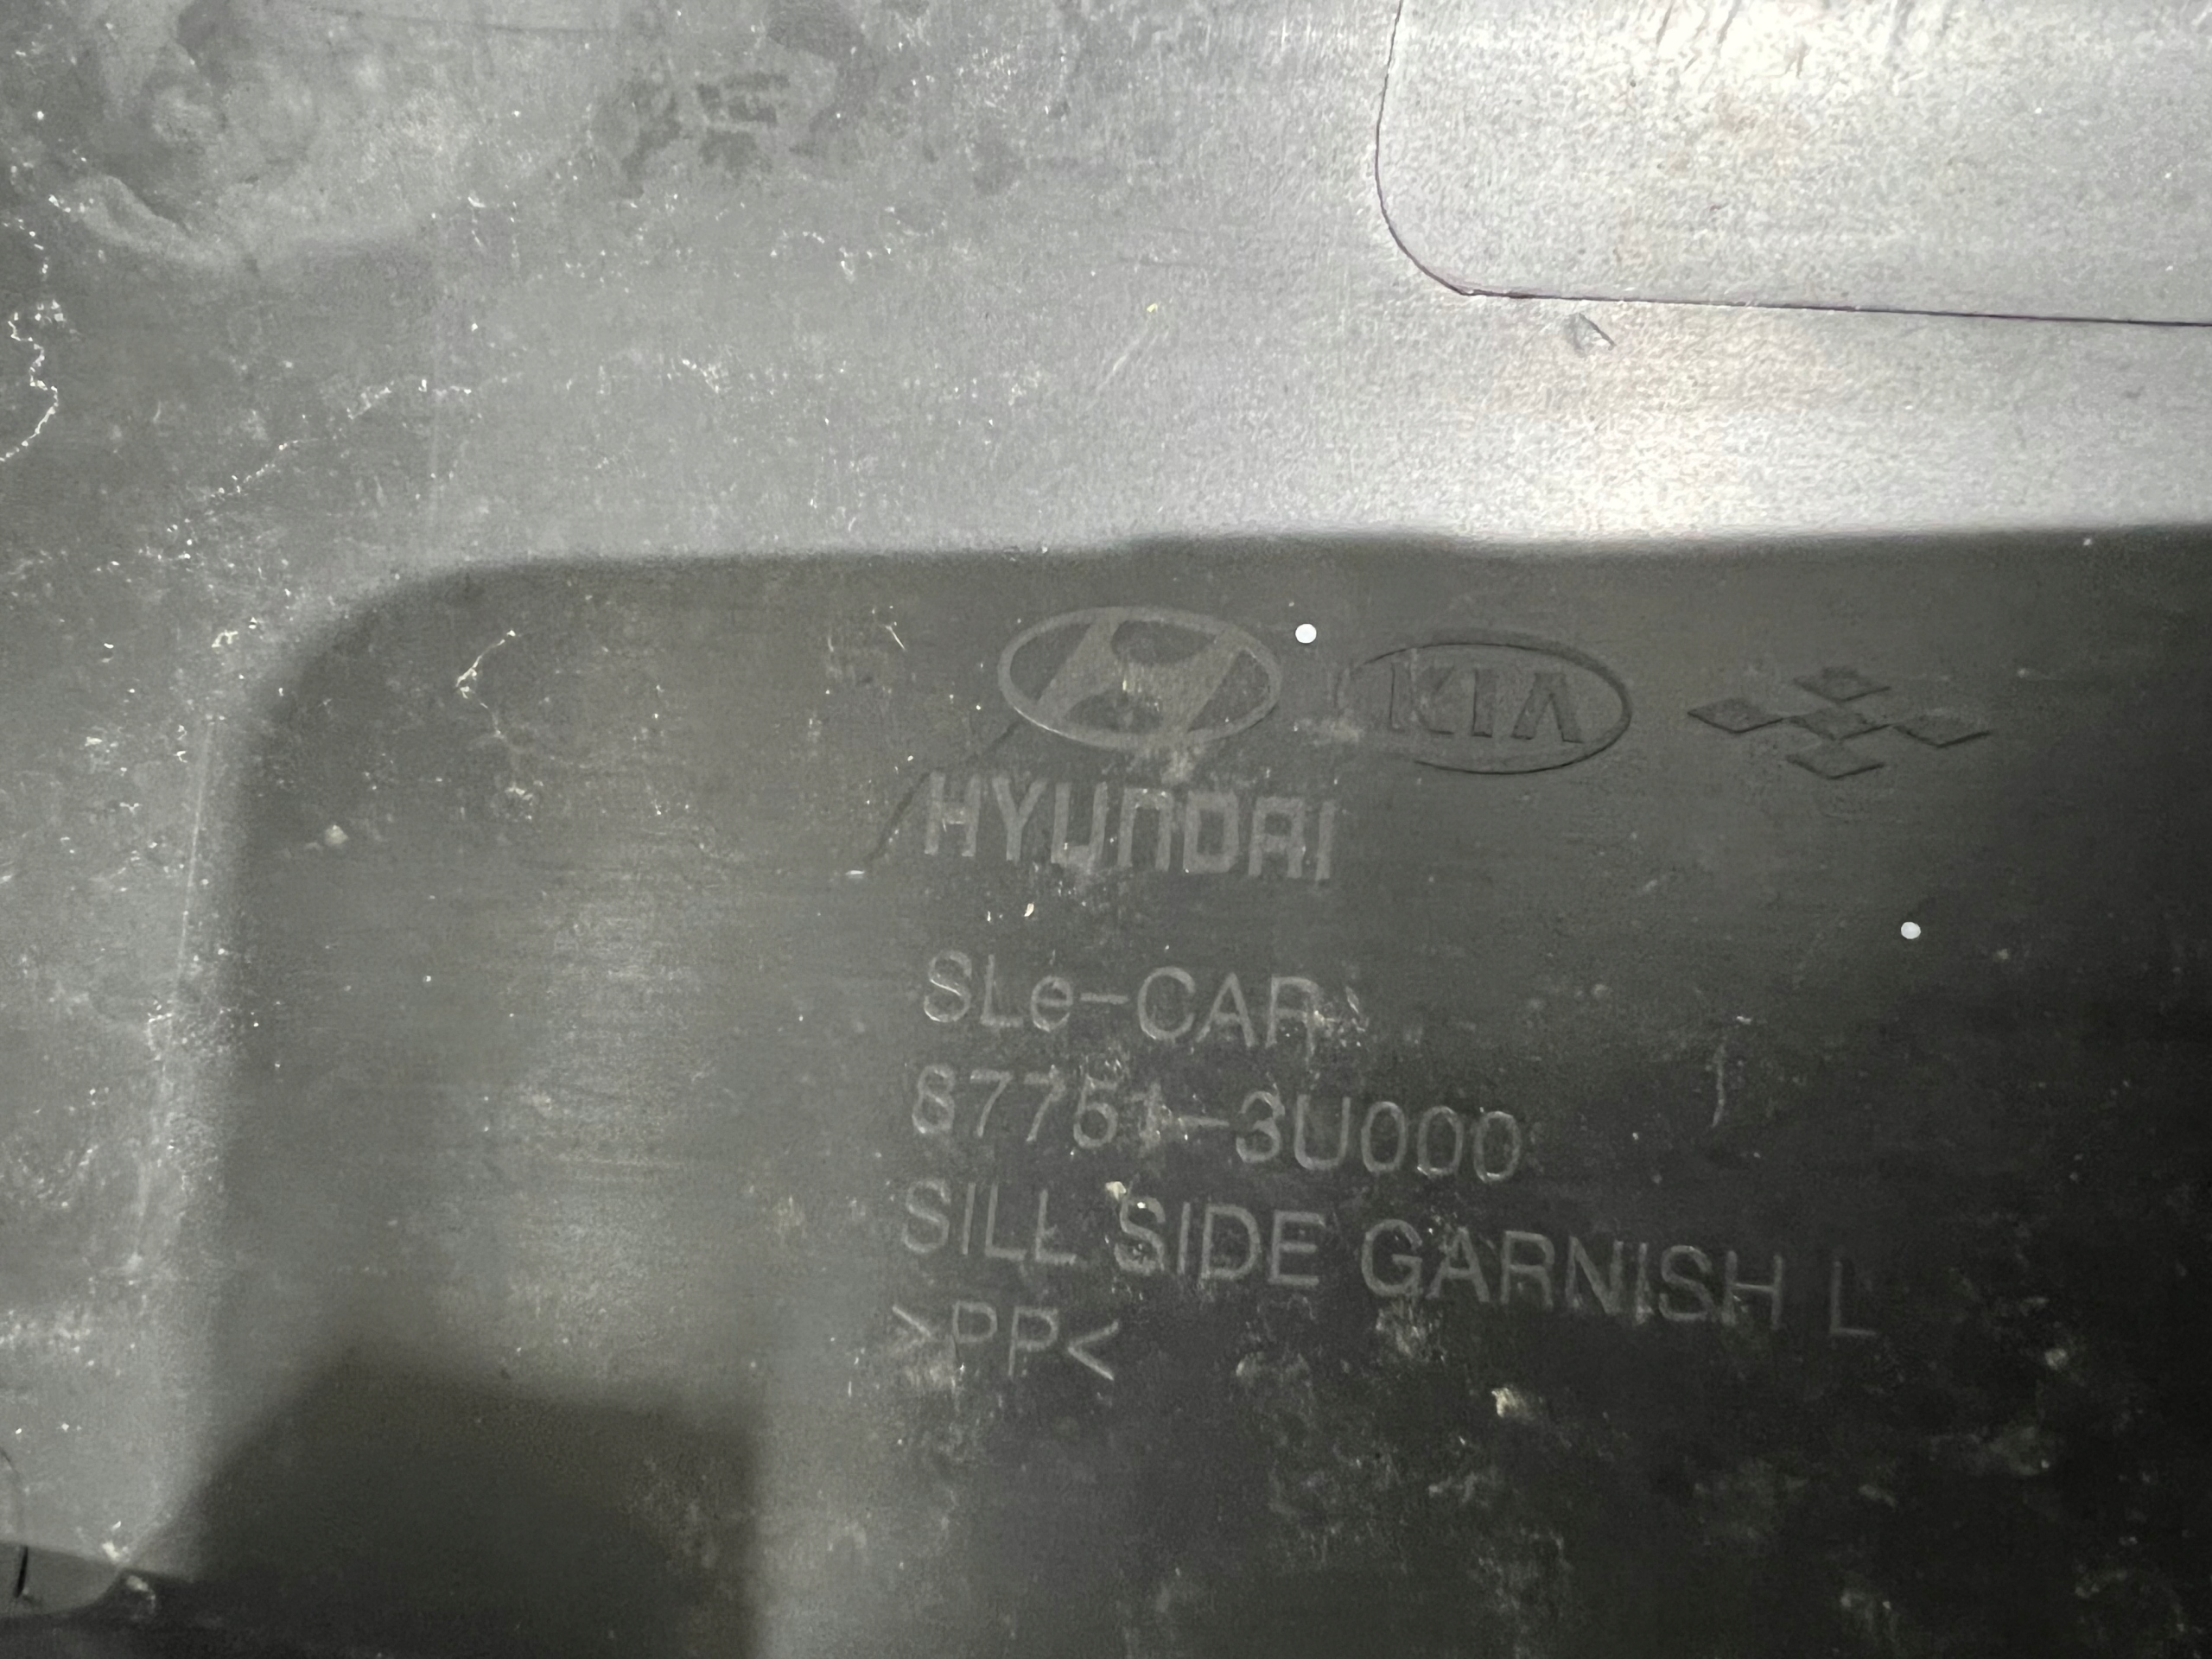 KIA
HYUNDAI
SLe-CAR
87751-3U000
SILL SIDE GARNISH L
>PP<